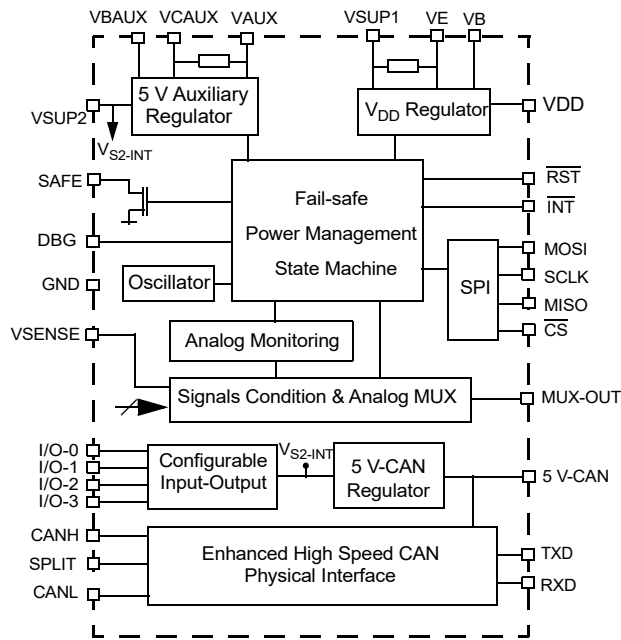 VBAUX VCAUX VAUX VSUP1 VE VB
5 V Auxiliary
Regulator
VDD Regulator
VDD
VSUP2
VS2-INT
SAFE
Fail-safe
Power Management
State Machine
RST
INT
DBG
MOSI
SCLK
MISO
CS
SPI
GND
Oscillator
VSENSE
Analog Monitoring
Signals Condition & Analog MUX
MUX-OUT
I/O-0
I/O-1
I/O-2
I/O-3
Configurable
Input-Output
VS2-INT
5 V-CAN
Regulator
5 V-CAN
CANH
SPLIT
CANL
Enhanced High Speed CAN
Physical Interface
TXD
RXD